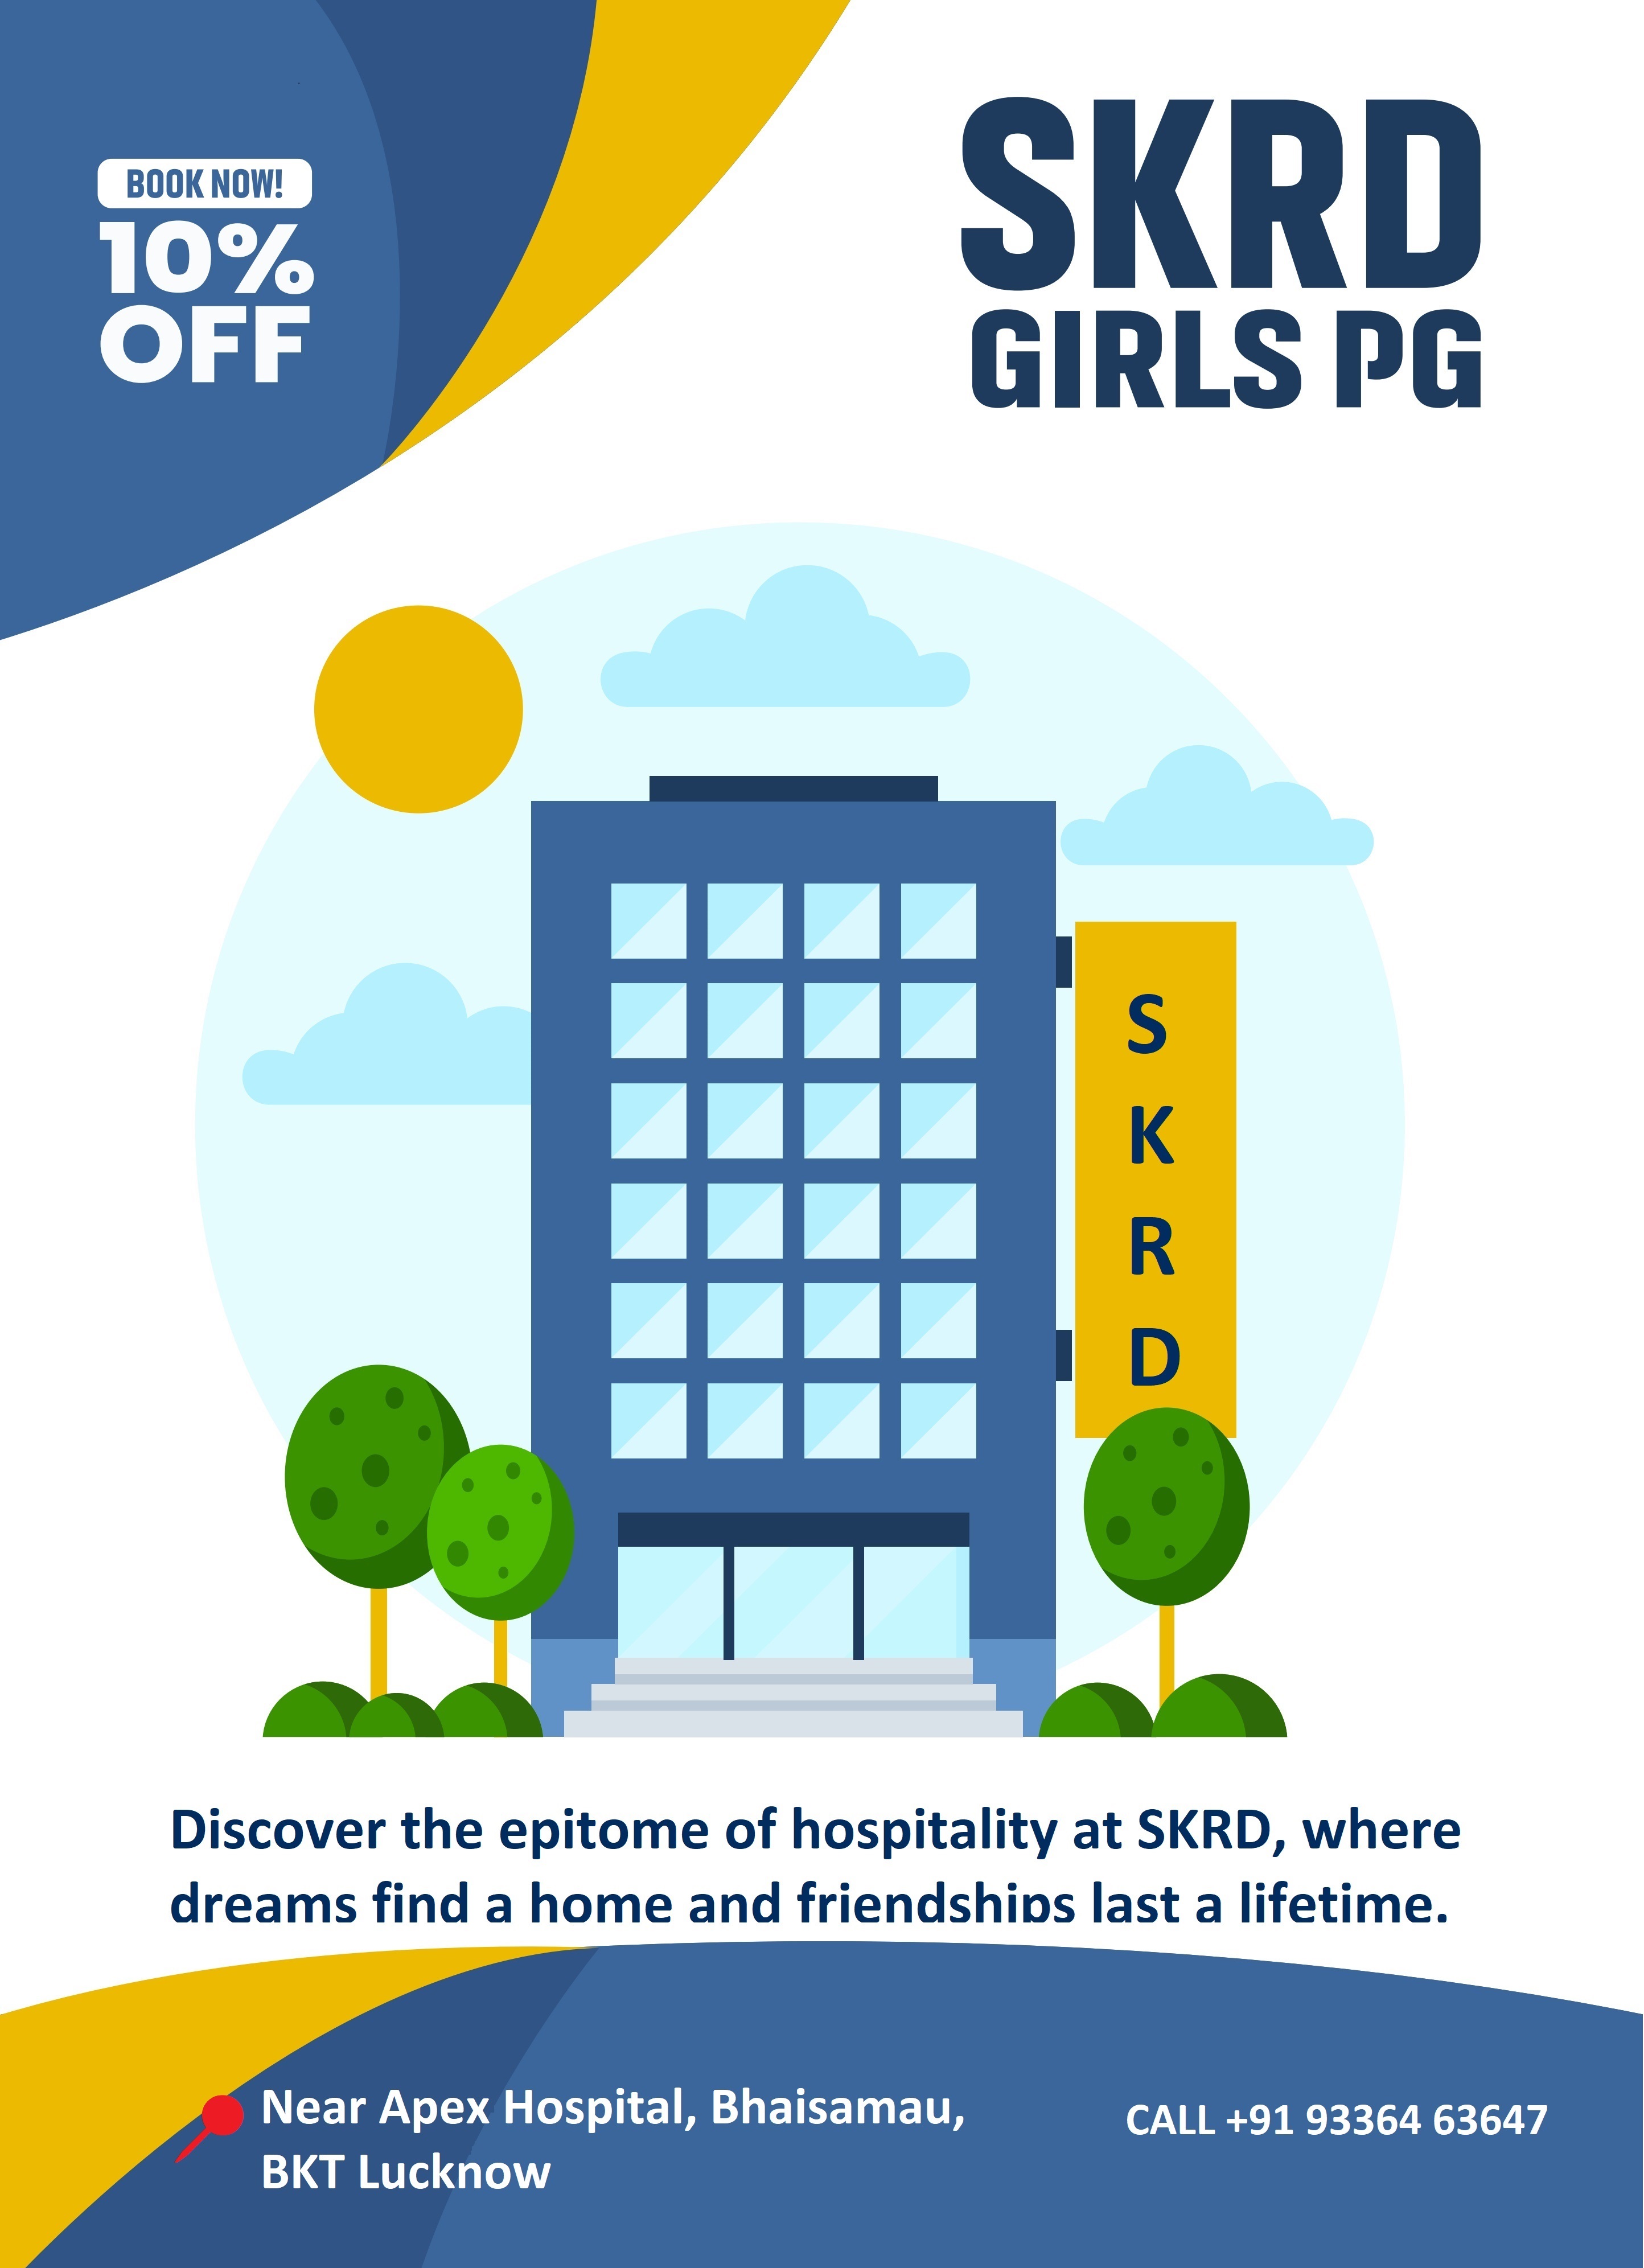 BOOK NOW!
10%
OFF
SKRD
GIRLS PG
S
K
R
D
Discover the epitome of hospitality at SKRD, where
dreams find a home and friendships last a lifetime.
Near Apex Hospital, Bhaisamau,
BKT Lucknow
CALL +91 93364 63647